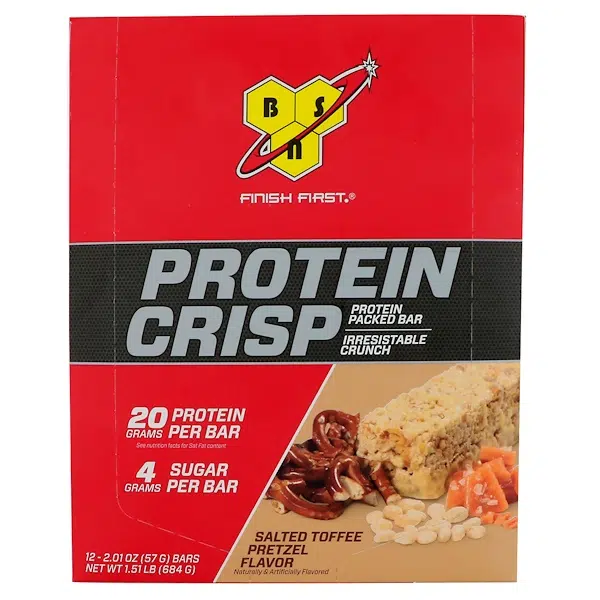 B S
n
FINISH FIRST.®
PROTEIN
CRISP
PROTEIN
PACKED BAR
IRRESISTABLE
CRUNCH
20 GRAMS PROTEIN PER BAR
See nutrition facts for Sat Fat content
4 GRAMS SUGAR PER BAR
SALTED TOFFEE
PRETZEL
FLAVOR
Naturally & Artificially Flavored
12 - 2.01 OZ (57 G) BARS
NET WT 1.51 LB (684 G)